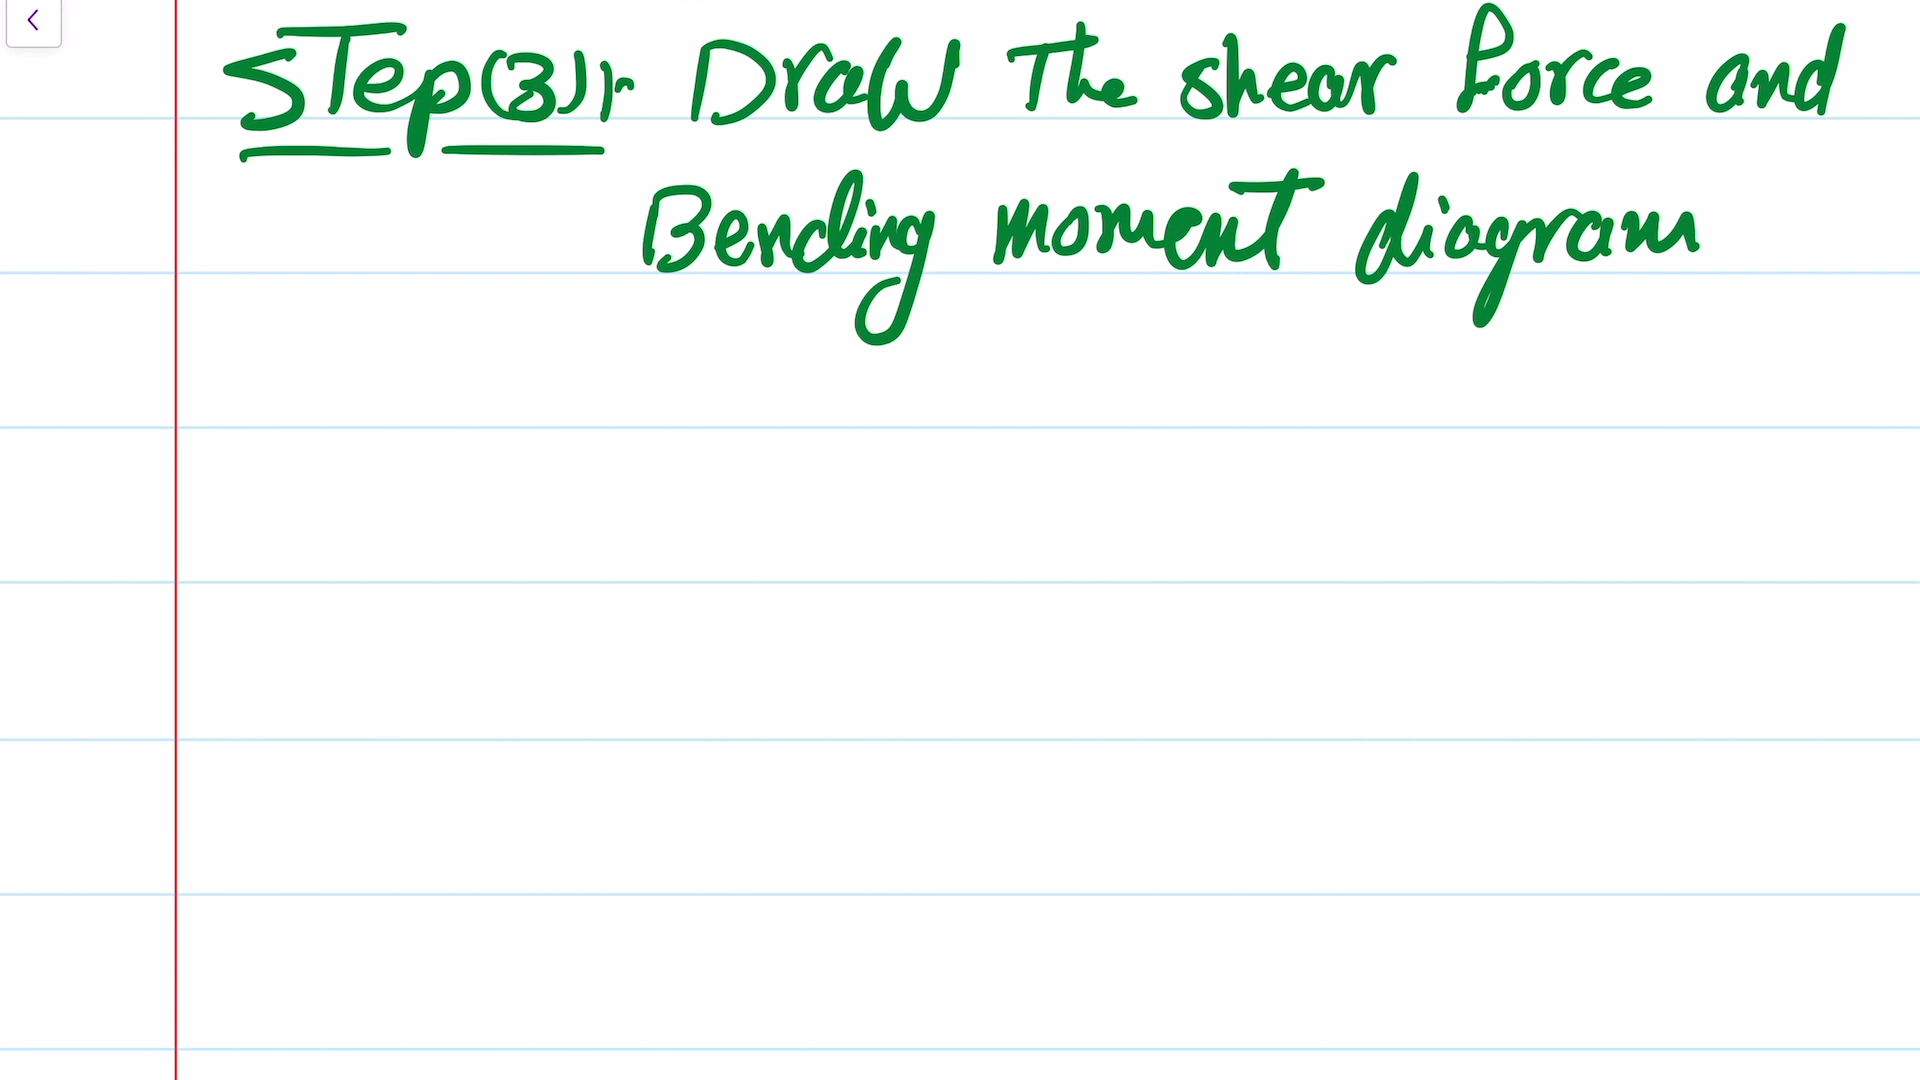 STep(3):- Draw The shear Force and
Bending moment diagram